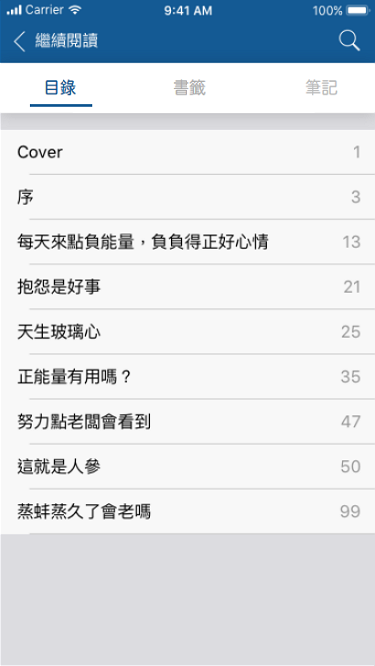 Carrier 9:41 AM 100%
繼續閱讀
目錄 書籤 筆記
Cover 1
序 3
每天來點負能量，負負得正好心情 13
抱怨是好事 21
天生玻璃心 25
正能量有用嗎？ 35
努力點老闆會看到 47
這就是人參 50
蒸蚌蒸久了會老嗎 99